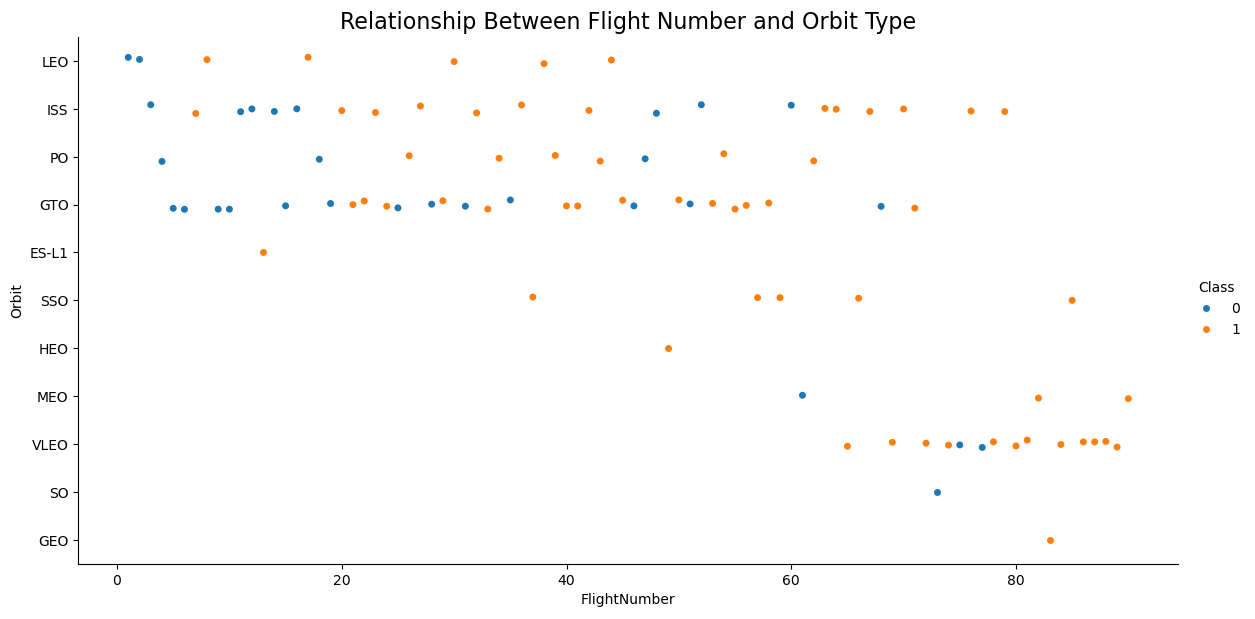 Relationship Between Flight Number and Orbit Type
LEO
ISS
PO
GTO
ES-L1
SSO
HEO
MEO
VLEO
SO
GEO
Orbit
0 20 40 60 80
FlightNumber
Class
0
1